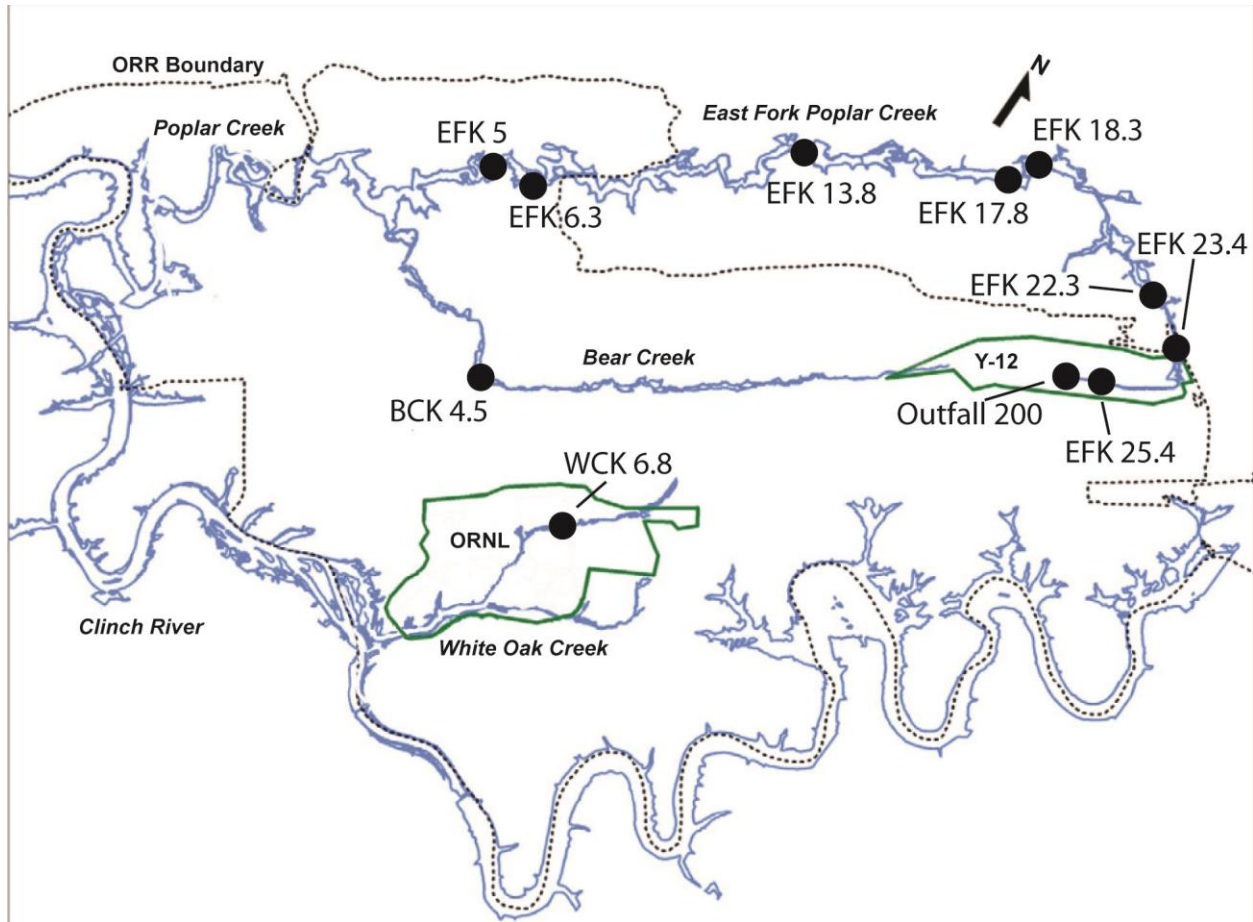 ORR Boundary
N
Poplar Creek
EFK 5
East Fork Poplar Creek
EFK 18.3
EFK 6.3
EFK 13.8
EFK 17.8
EFK 23.4
EFK 22.3
Bear Creek
Y-12
BCK 4.5
Outfall 200
EFK 25.4
WCK 6.8
ORNL
Clinch River
White Oak Creek